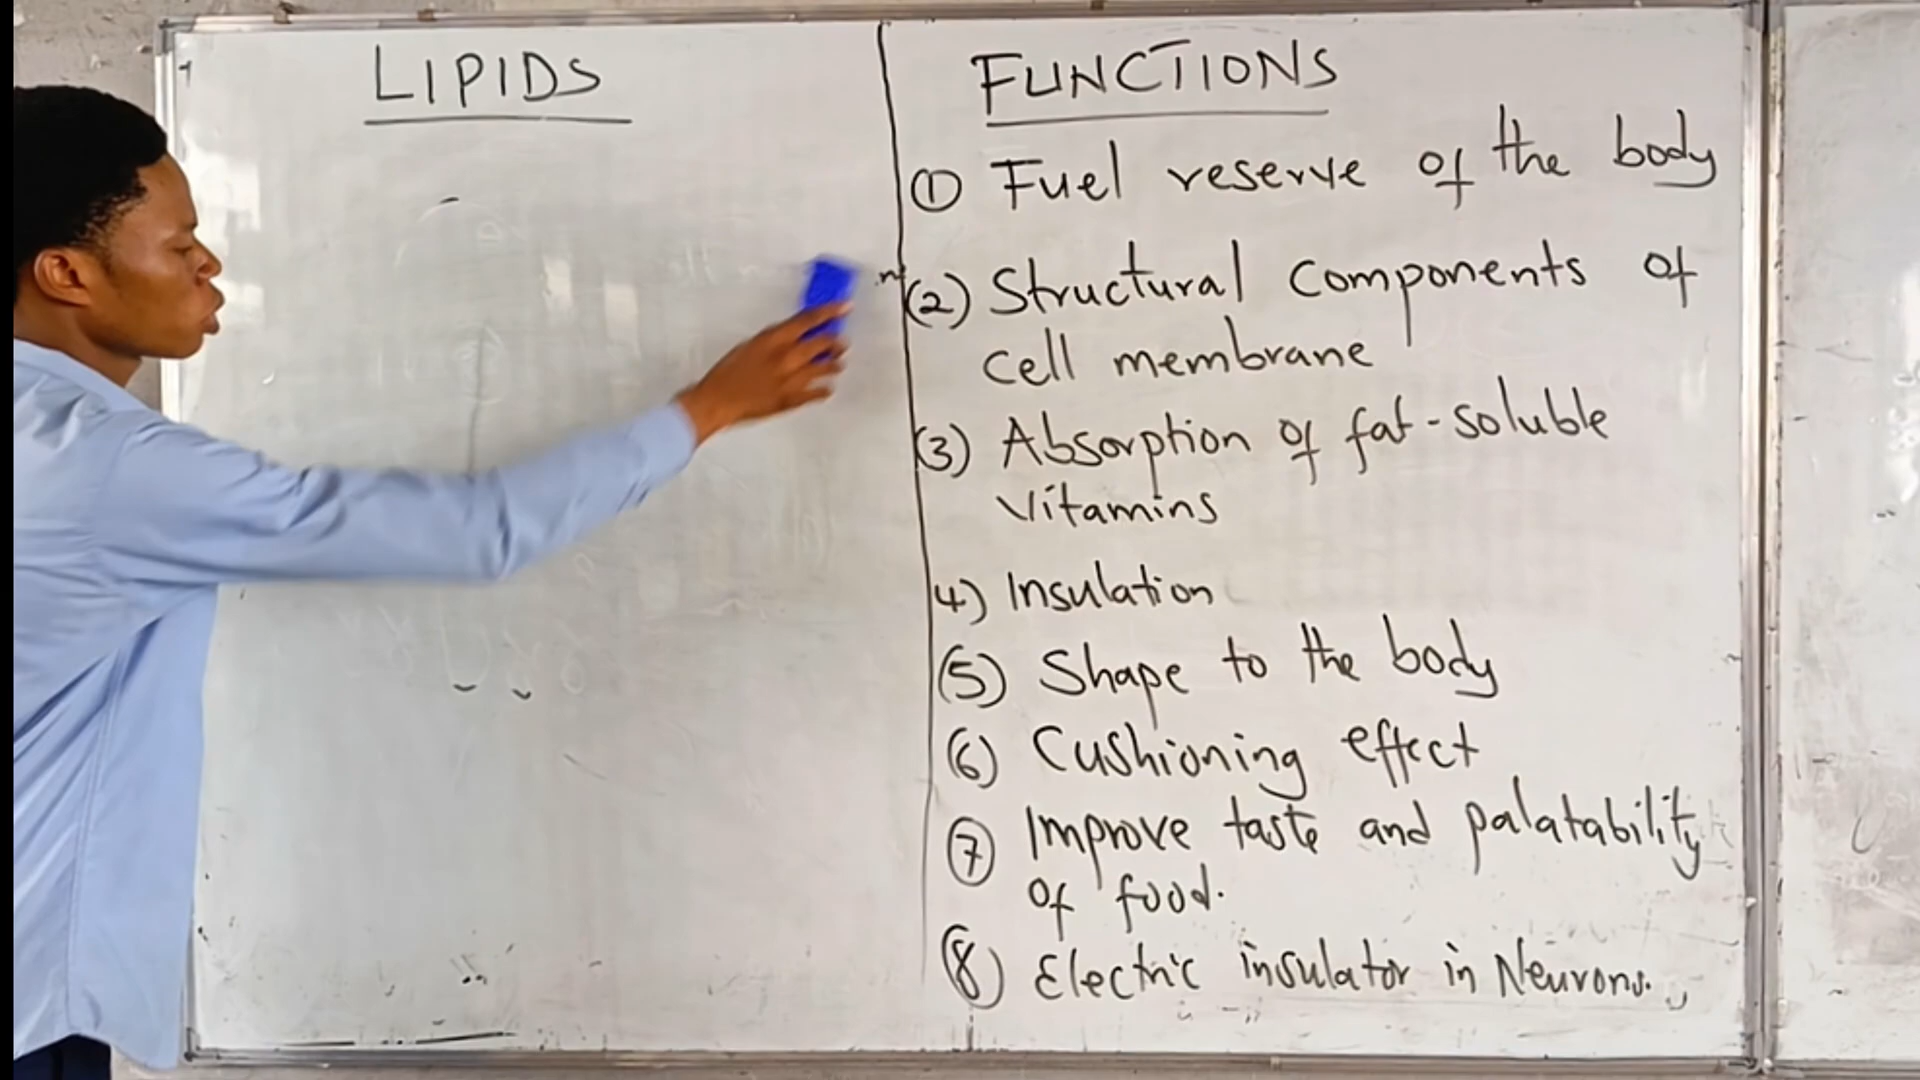 LIPIDS
FUNCTIONS
① Fuel reserve of the body
(2) Structural Components of
cell membrane
(3) Absorption of fat-soluble
Vitamins
4) Insulation
(5) Shape to the body
(6) Cushioning effect
⑦ Improve taste and palatability
of food.
⑧ Electric insulator in Neurons.